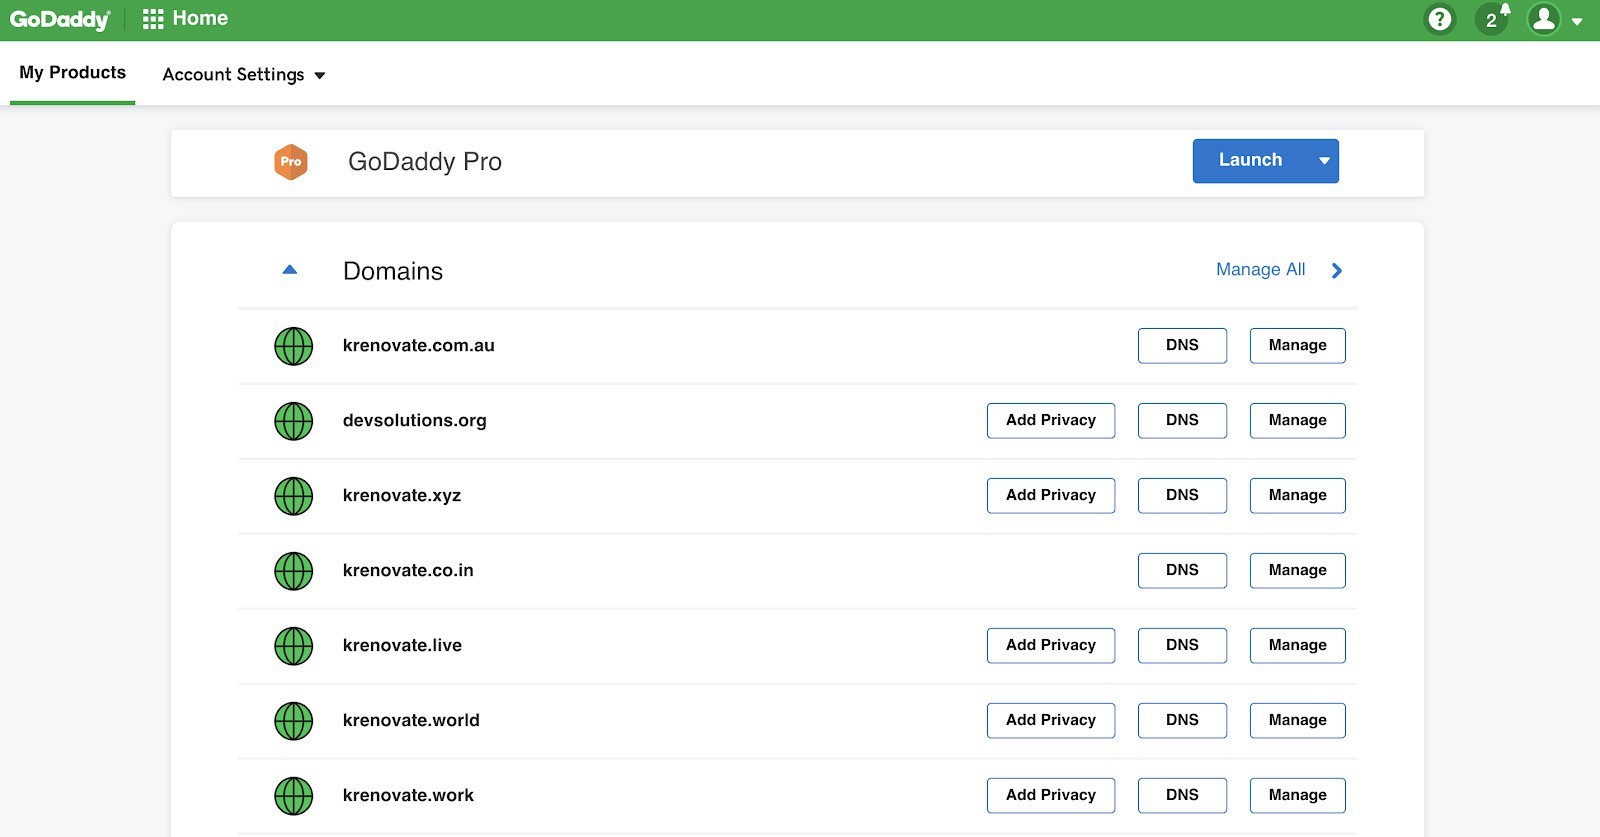 GoDaddy Home ? 2
My Products Account Settings
Pro GoDaddy Pro Launch
Domains Manage All
krenovate.com.au DNS Manage
devsolutions.org Add Privacy DNS Manage
krenovate.xyz Add Privacy DNS Manage
krenovate.co.in DNS Manage
krenovate.live Add Privacy DNS Manage
krenovate.world Add Privacy DNS Manage
krenovate.work Add Privacy DNS Manage